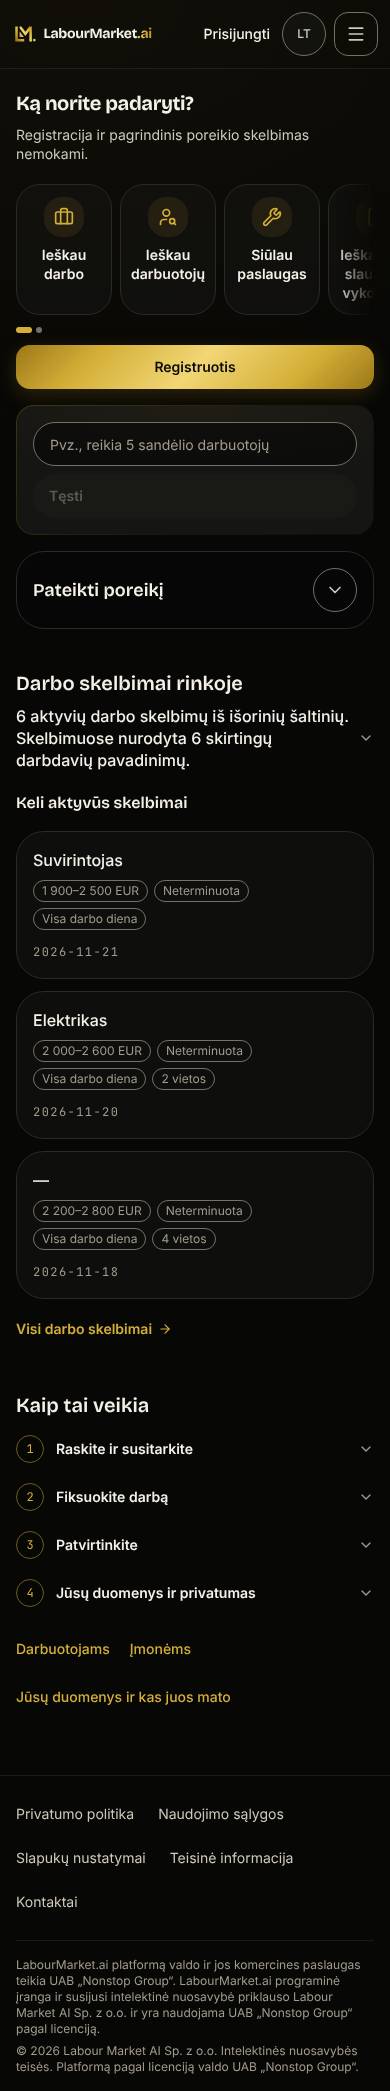 LabourMarket.ai
Prisijungti
LT
Ką norite padaryti?
Registracija ir pagrindinis poreikio skelbimas
nemokami.
Ieškau
darbo
Ieškau
darbuotojų
Siūlau
paslaugas
Registruotis
Pvz., reikia 5 sandėlio darbuotojų
Tęsti
Pateikti poreikį
Darbo skelbimai rinkoje
6 aktyvių darbo skelbimų iš išorinių šaltinių.
Skelbimuose nurodyta 6 skirtingų
darbdavių pavadinimų.
Keli aktyvūs skelbimai
Suvirintojas
1 900–2 500 EUR
Neterminuota
Visa darbo diena
2026-11-21
Elektrikas
2 000–2 600 EUR
Neterminuota
Visa darbo diena
2 vietos
2026-11-20
—
2 200–2 800 EUR
Neterminuota
Visa darbo diena
4 vietos
2026-11-18
Visi darbo skelbimai →
Kaip tai veikia
1 Raskite ir susitarkite
2 Fiksuokite darbą
3 Patvirtinkite
4 Jūsų duomenys ir privatumas
Darbuotojams Įmonėms
Jūsų duomenys ir kas juos mato
Privatumo politika Naudojimo sąlygos
Slapukų nustatymai Teisinė informacija
Kontaktai
LabourMarket.ai platformą valdo ir jos komercines paslaugas
teikia UAB „Nonstop Group“. LabourMarket.ai programinė
įranga ir susijusi intelektinė nuosavybė priklauso Labour
Market AI Sp. z o.o. ir yra naudojama UAB „Nonstop Group“
pagal licenciją.
© 2026 Labour Market AI Sp. z o.o. Intelektinės nuosavybės
teisės. Platformą pagal licenciją valdo UAB „Nonstop Group“.